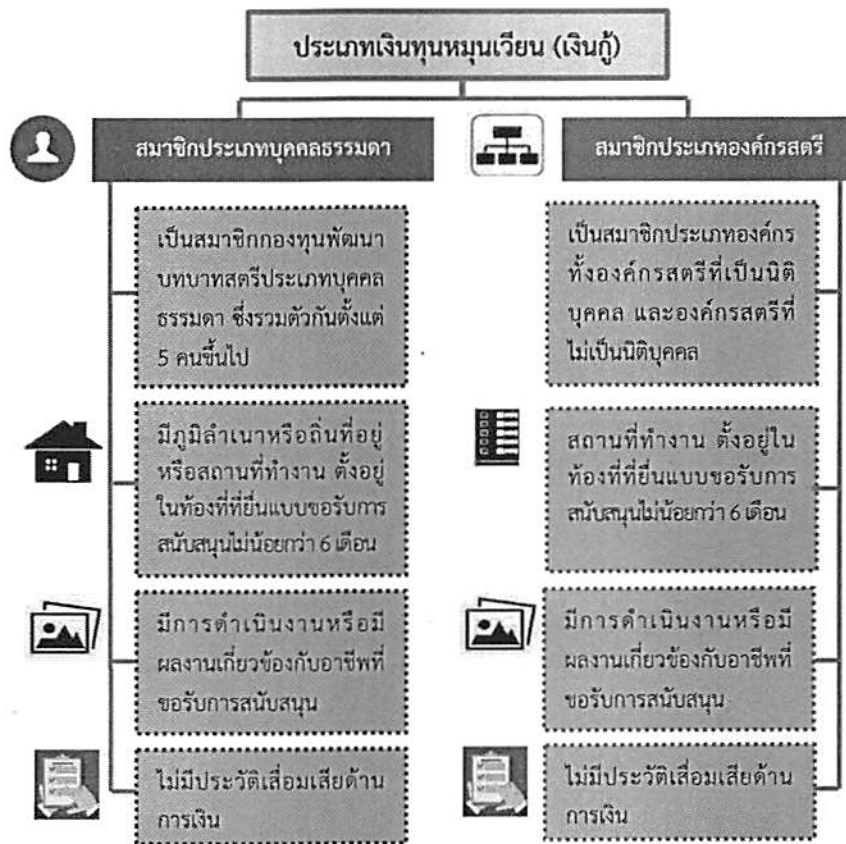 ประเภทเงินทุนหมุนเวียน (เงินกู้)
สมาชิกประเภทบุคคลธรรมดา
เป็นสมาชิกกองทุนพัฒนา
บทบาทสตรีประเภทบุคคล
ธรรมดา ซึ่งรวมตัวกันตั้งแต่
5 คนขึ้นไป
มีภูมิลำเนาหรือถิ่นที่อยู่
หรือสถานที่ทำงาน ตั้งอยู่
ในท้องที่ที่ยื่นแบบขอรับการ
สนับสนุนไม่น้อยกว่า 6 เดือน
มีการดำเนินงานหรือมี
ผลงานเกี่ยวข้องกับอาชีพที่
ขอรับการสนับสนุน
ไม่มีประวัติเสื่อมเสียด้าน
การเงิน
สมาชิกประเภทองค์กรสตรี
เป็นสมาชิกประเภทองค์กร
ทั้งองค์กรสตรีที่เป็นนิติ
บุคคล และองค์กรสตรีที่
ไม่เป็นนิติบุคคล
สถานที่ทำงาน ตั้งอยู่ใน
ท้องที่ที่ยื่นแบบขอรับการ
สนับสนุนไม่น้อยกว่า 6 เดือน
มีการดำเนินงานหรือมี
ผลงานเกี่ยวข้องกับอาชีพที่
ขอรับการสนับสนุน
ไม่มีประวัติเสื่อมเสียด้าน
การเงิน